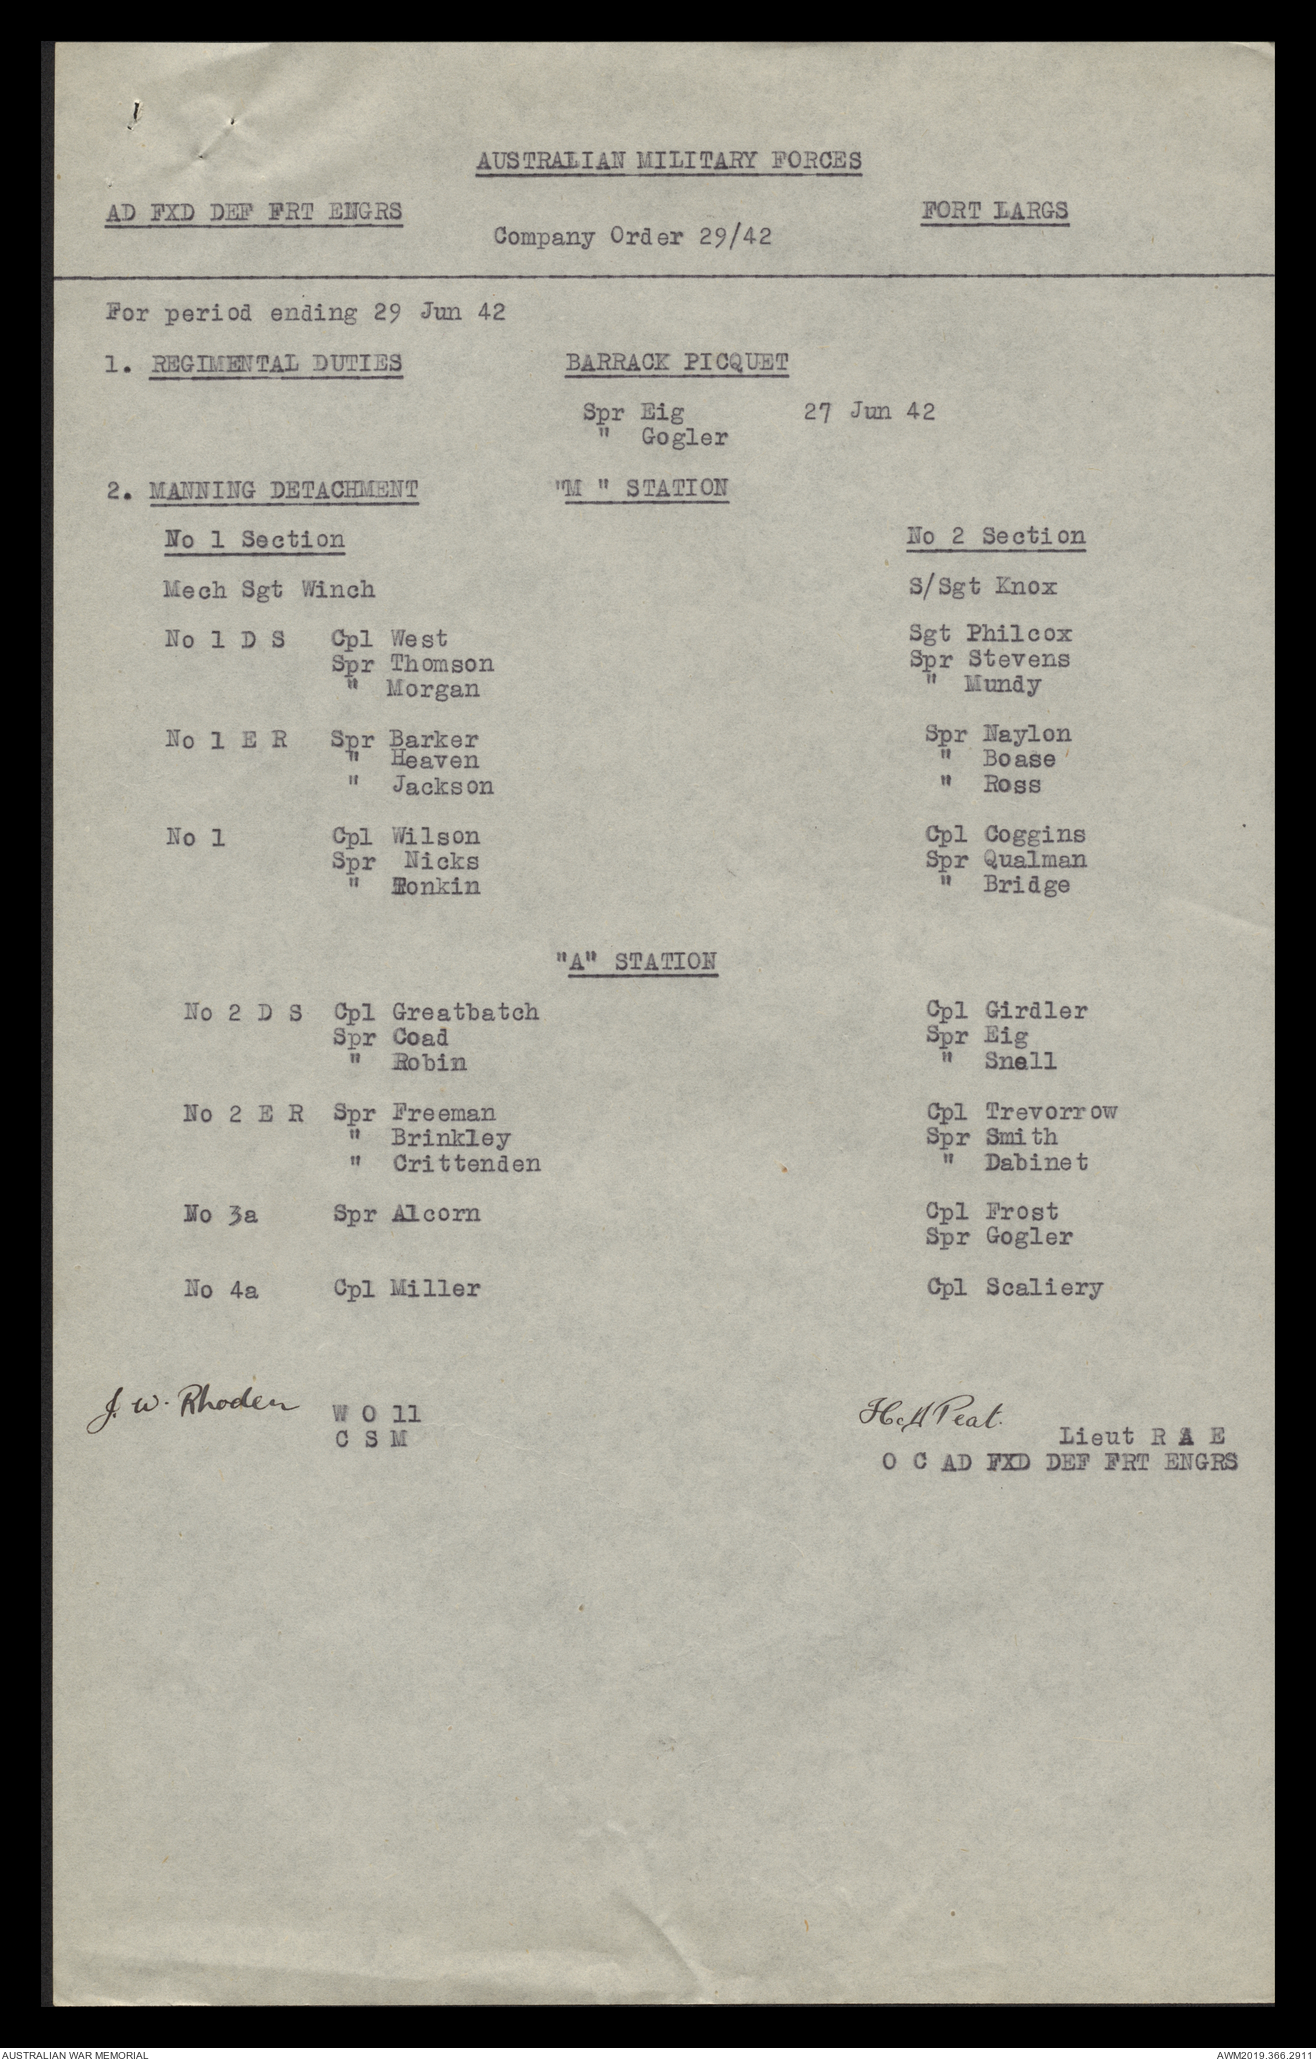 AUSTRALIAN MILITARY FORCES
AD FXD DEF FRT ENGRS FORT LARGS
Company Order 29/42
For period ending 29 Jun 42
1. REGIMENTAL DUTIES BARRACK PICQUET
Spr Eig 27 Jun 42
" Gogler
2. MANNING DETACHMENT "M " STATION
No 1 Section No 2 Section
Mech Sgt Winch S/Sgt Knox
No 1 D S Cpl West Sgt Philcox
Spr Thomson Spr Stevens
" Morgan " Mundy
No 1 E R Spr Barker Spr Naylon
" Heaven " Boase
" Jackson " Ross
No 1 Cpl Wilson Cpl Coggins
Spr Nicks Spr Qualman
" Tonkin " Bridge
"A" STATION
No 2 D S Cpl Greatbatch Cpl Girdler
Spr Coad Spr Eig
" Robin " Snell
No 2 E R Spr Freeman Cpl Trevorrow
" Brinkley Spr Smith
" Crittenden " Dabinet
No 3a Spr Alcorn Cpl Frost
Spr Gogler
No 4a Cpl Miller Cpl Scaliery
J. W. Rhoden W O 11 H.A Peat.
C S M Lieut R A E
O C AD FXD DEF FRT ENGRS
AUSTRALIAN WAR MEMORIAL AWM2019.366.2911